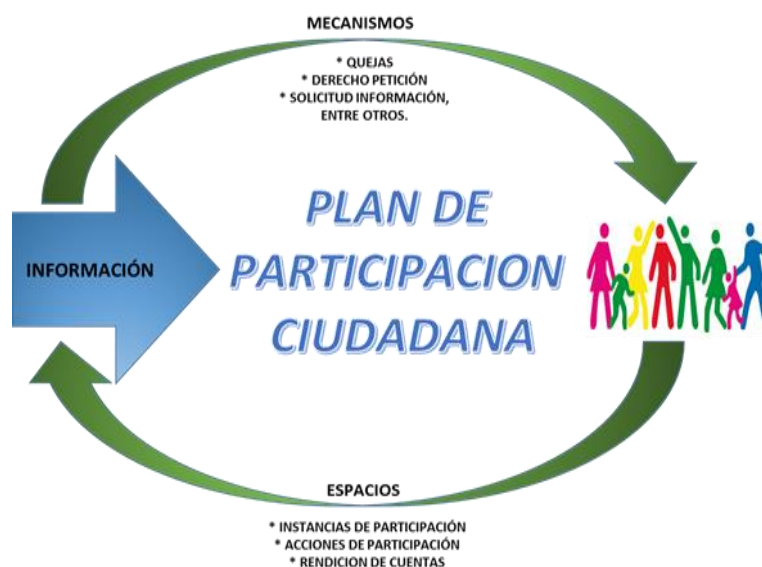 MECANISMOS
* QUEJAS
* DERECHO PETICIÓN
* SOLICITUD INFORMACIÓN,
ENTRE OTROS.
INFORMACIÓN
PLAN DE
PARTICIPACION
CIUDADANA
ESPACIOS
* INSTANCIAS DE PARTICIPACIÓN
* ACCIONES DE PARTICIPACIÓN
* RENDICION DE CUENTAS